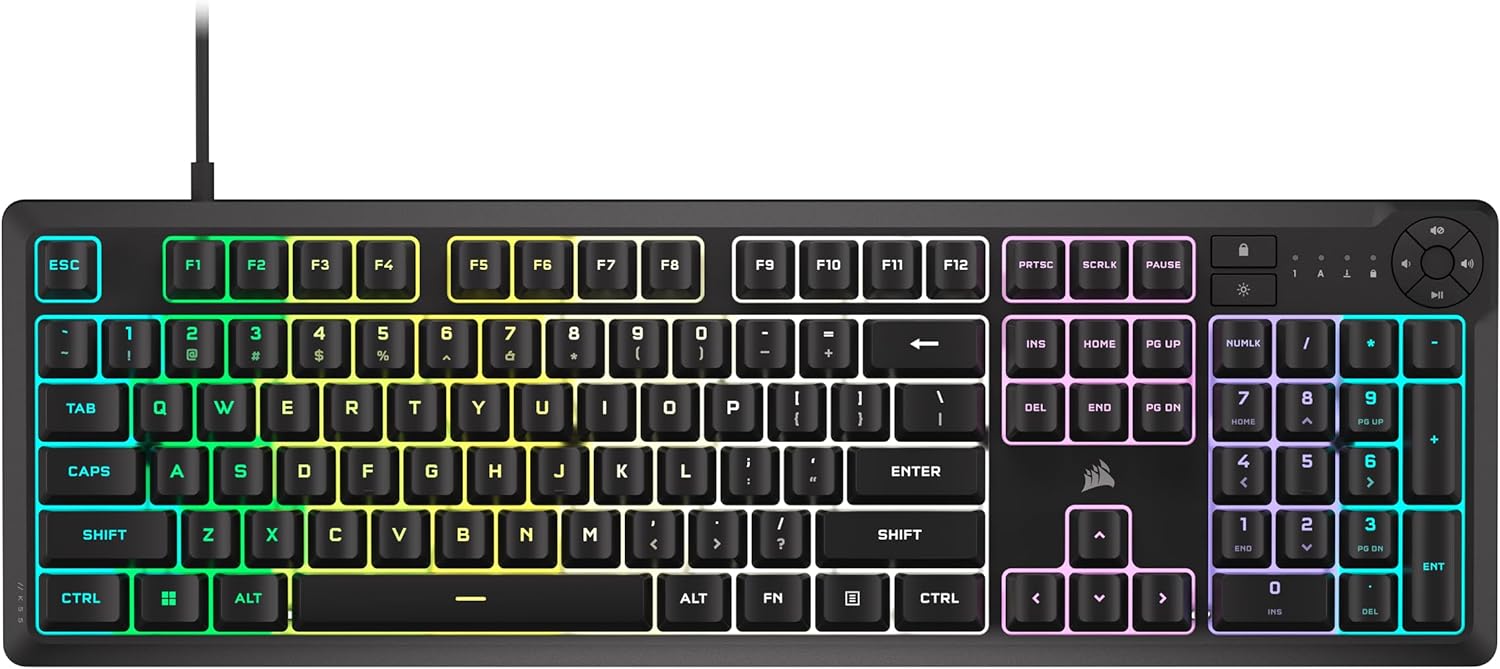 ESC F1 F2 F3 F4 F5 F6 F7 F8 F9 F10 F11 F12 PRTSC SCRLK PAUSE
1 A
` 1 2 3 4 5 6 7 8 9 0 - = INS HOME PG UP NUMLK / * -
~ ! @ # $ % ^ & * ( ) _ +
TAB Q W E R T Y U I O P [ ] \ DEL END PG DN 7 8 9 +
{ } | HOME PG UP
CAPS A S D F G H J K L ; ' ENTER 4 5 6
: "
SHIFT Z X C V B N M , . / SHIFT 1 2 3 ENT
< > ? END PG DN
CTRL ALT ALT FN CTRL 0 .
INS DEL
// K55